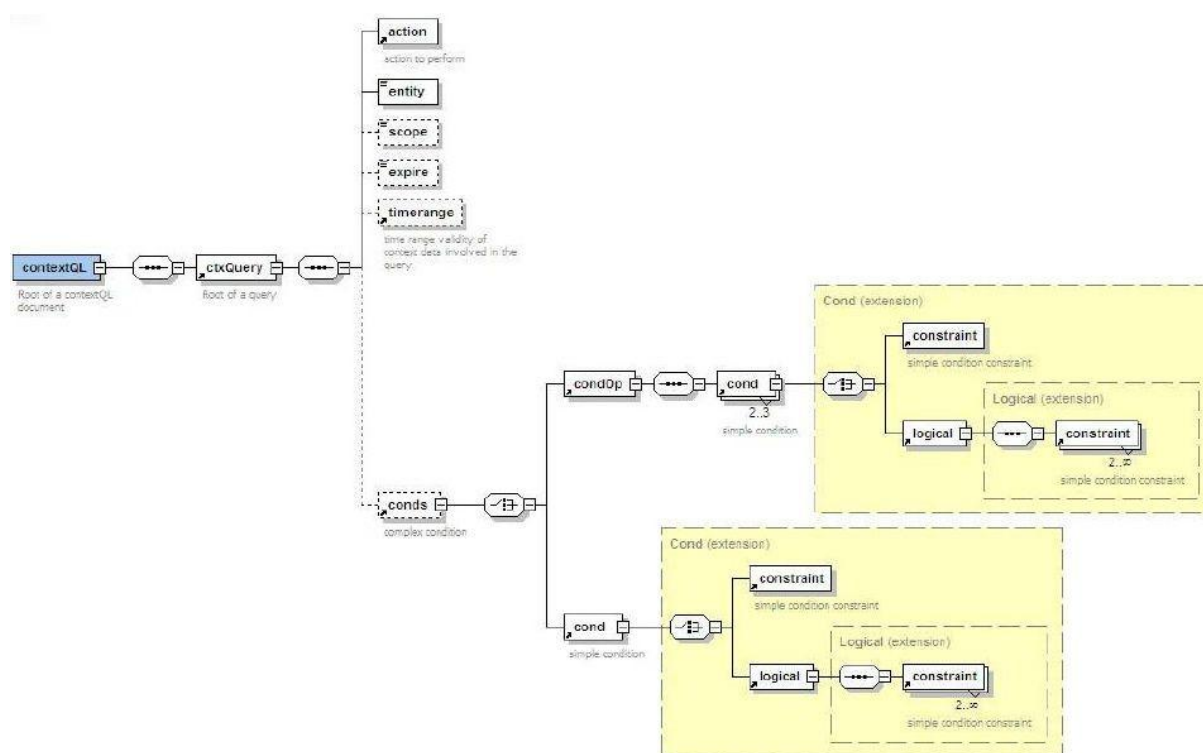 action
action to perform
entity
scope
expire
timerange
time range validity of
context data involved in the
query
contextQL
Root of a contextQL
document
ctxQuery
Root of a query
Cond (extension)
constraint
simple condition constraint
condOp
cond
2..3
simple condition
Logical (extension)
logical
constraint
2..∞
simple condition constraint
conds
complex condition
Cond (extension)
constraint
simple condition constraint
cond
simple condition
Logical (extension)
logical
constraint
2..∞
simple condition constraint